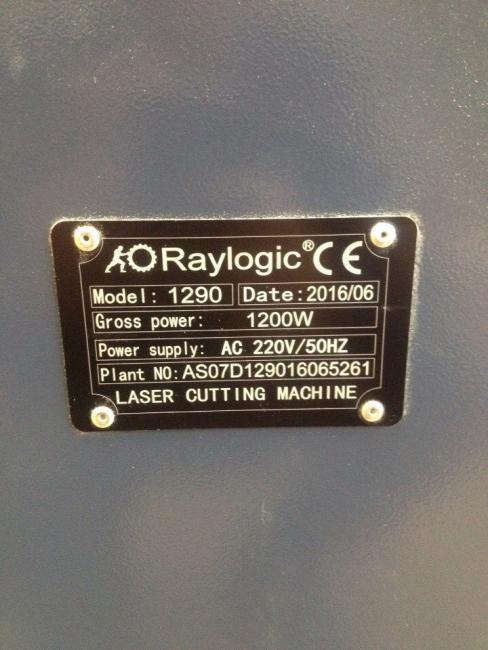 Raylogic® CE
Model: 1290 Date:2016/06
Gross power: 1200W
Power supply: AC 220V/50HZ
Plant NO: AS07D129016065261
LASER CUTTING MACHINE